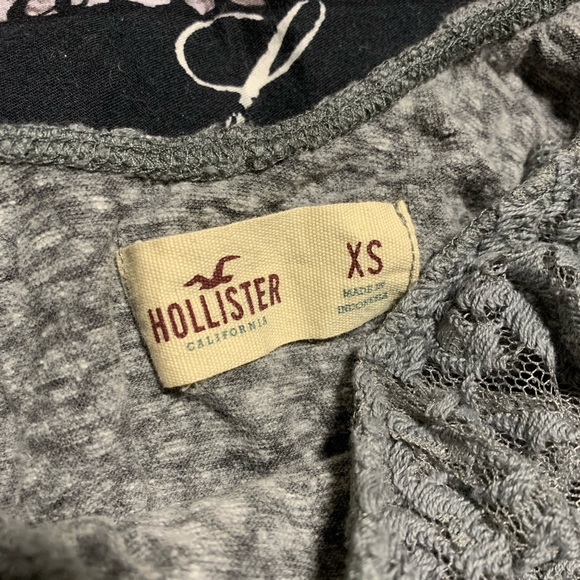 HOLLISTER
CALIFORNIA
XS
MADE IN
INDONESIA